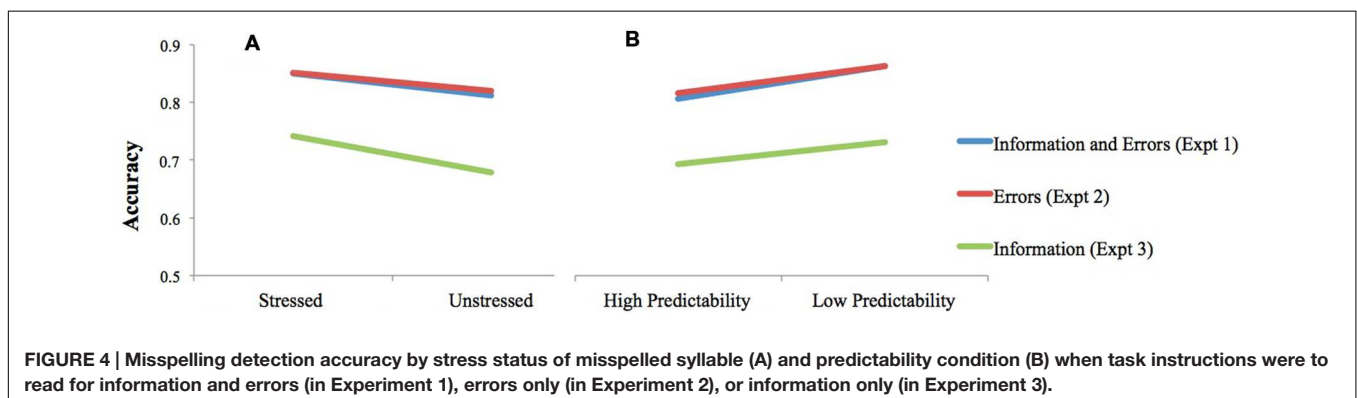 A
B
0.9
0.8
0.7
0.6
0.5
Accuracy
Stressed
Unstressed
High Predictability
Low Predictability
Information and Errors (Expt 1)
Errors (Expt 2)
Information (Expt 3)
FIGURE 4 | Misspelling detection accuracy by stress status of misspelled syllable (A) and predictability condition (B) when task instructions were to
read for information and errors (in Experiment 1), errors only (in Experiment 2), or information only (in Experiment 3).